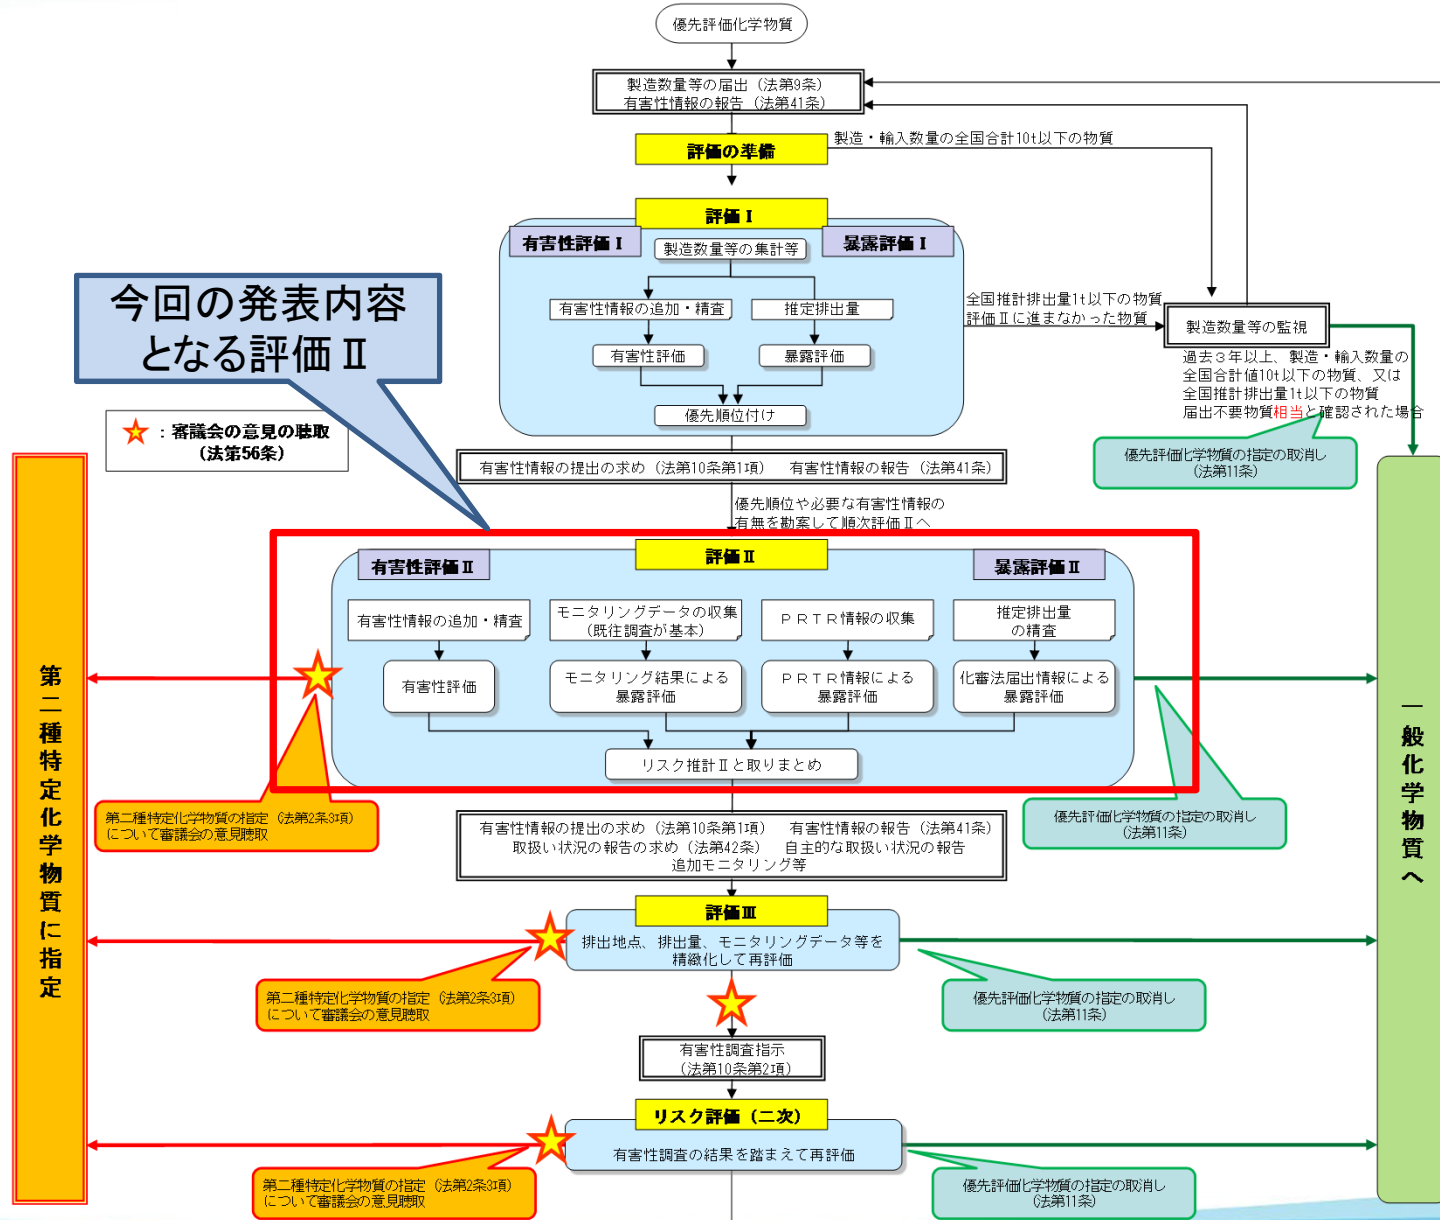 優先評価化学物質
製造数量等の届出（法第9条）
有害性情報の報告（法第41条）
評価の準備
製造・輸入数量の全国合計10t以下の物質
評価Ⅰ
有害性評価Ⅰ
暴露評価Ⅰ
製造数量等の集計等
有害性情報の追加・精査
推定排出量
有害性評価
暴露評価
優先順位付け
今回の発表内容
となる評価Ⅱ
全国推計排出量1t以下の物質
評価Ⅱに進まなかった物質
製造数量等の監視
過去３年以上、製造・輸入数量の
全国合計値10t以下の物質、又は
全国推計排出量1t以下の物質
届出不要物質相当と確認された場合
：審議会の意見の聴取
（法第56条）
優先評価化学物質の指定の取消し
（法第11条）
有害性情報の提出の求め（法第10条第1項）　有害性情報の報告（法第41条）
優先順位や必要な有害性情報の
有無を勘案して順次評価Ⅱへ
評価Ⅱ
有害性評価Ⅱ
暴露評価Ⅱ
有害性情報の追加・精査
モニタリングデータの収集
（既往調査が基本）
ＰＲＴＲ情報の収集
推定排出量
の精査
有害性評価
モニタリング結果による
暴露評価
ＰＲＴＲ情報による
暴露評価
化審法届出情報による
暴露評価
リスク推計Ⅱと取りまとめ
第二種特定化学物質に指定
一般化学物質へ
第二種特定化学物質の指定（法第2条3項）
について審議会の意見聴取
優先評価化学物質の指定の取消し
（法第11条）
有害性情報の提出の求め（法第10条第1項）　有害性情報の報告（法第41条）
取扱い状況の報告の求め（法第42条）　自主的な取扱い状況の報告
追加モニタリング等
評価Ⅲ
排出地点、排出量、モニタリングデータ等を
精緻化して再評価
第二種特定化学物質の指定（法第2条3項）
について審議会の意見聴取
優先評価化学物質の指定の取消し
（法第11条）
有害性調査指示
（法第10条第2項）
リスク評価（二次）
有害性調査の結果を踏まえて再評価
第二種特定化学物質の指定（法第2条3項）
について審議会の意見聴取
優先評価化学物質の指定の取消し
（法第11条）